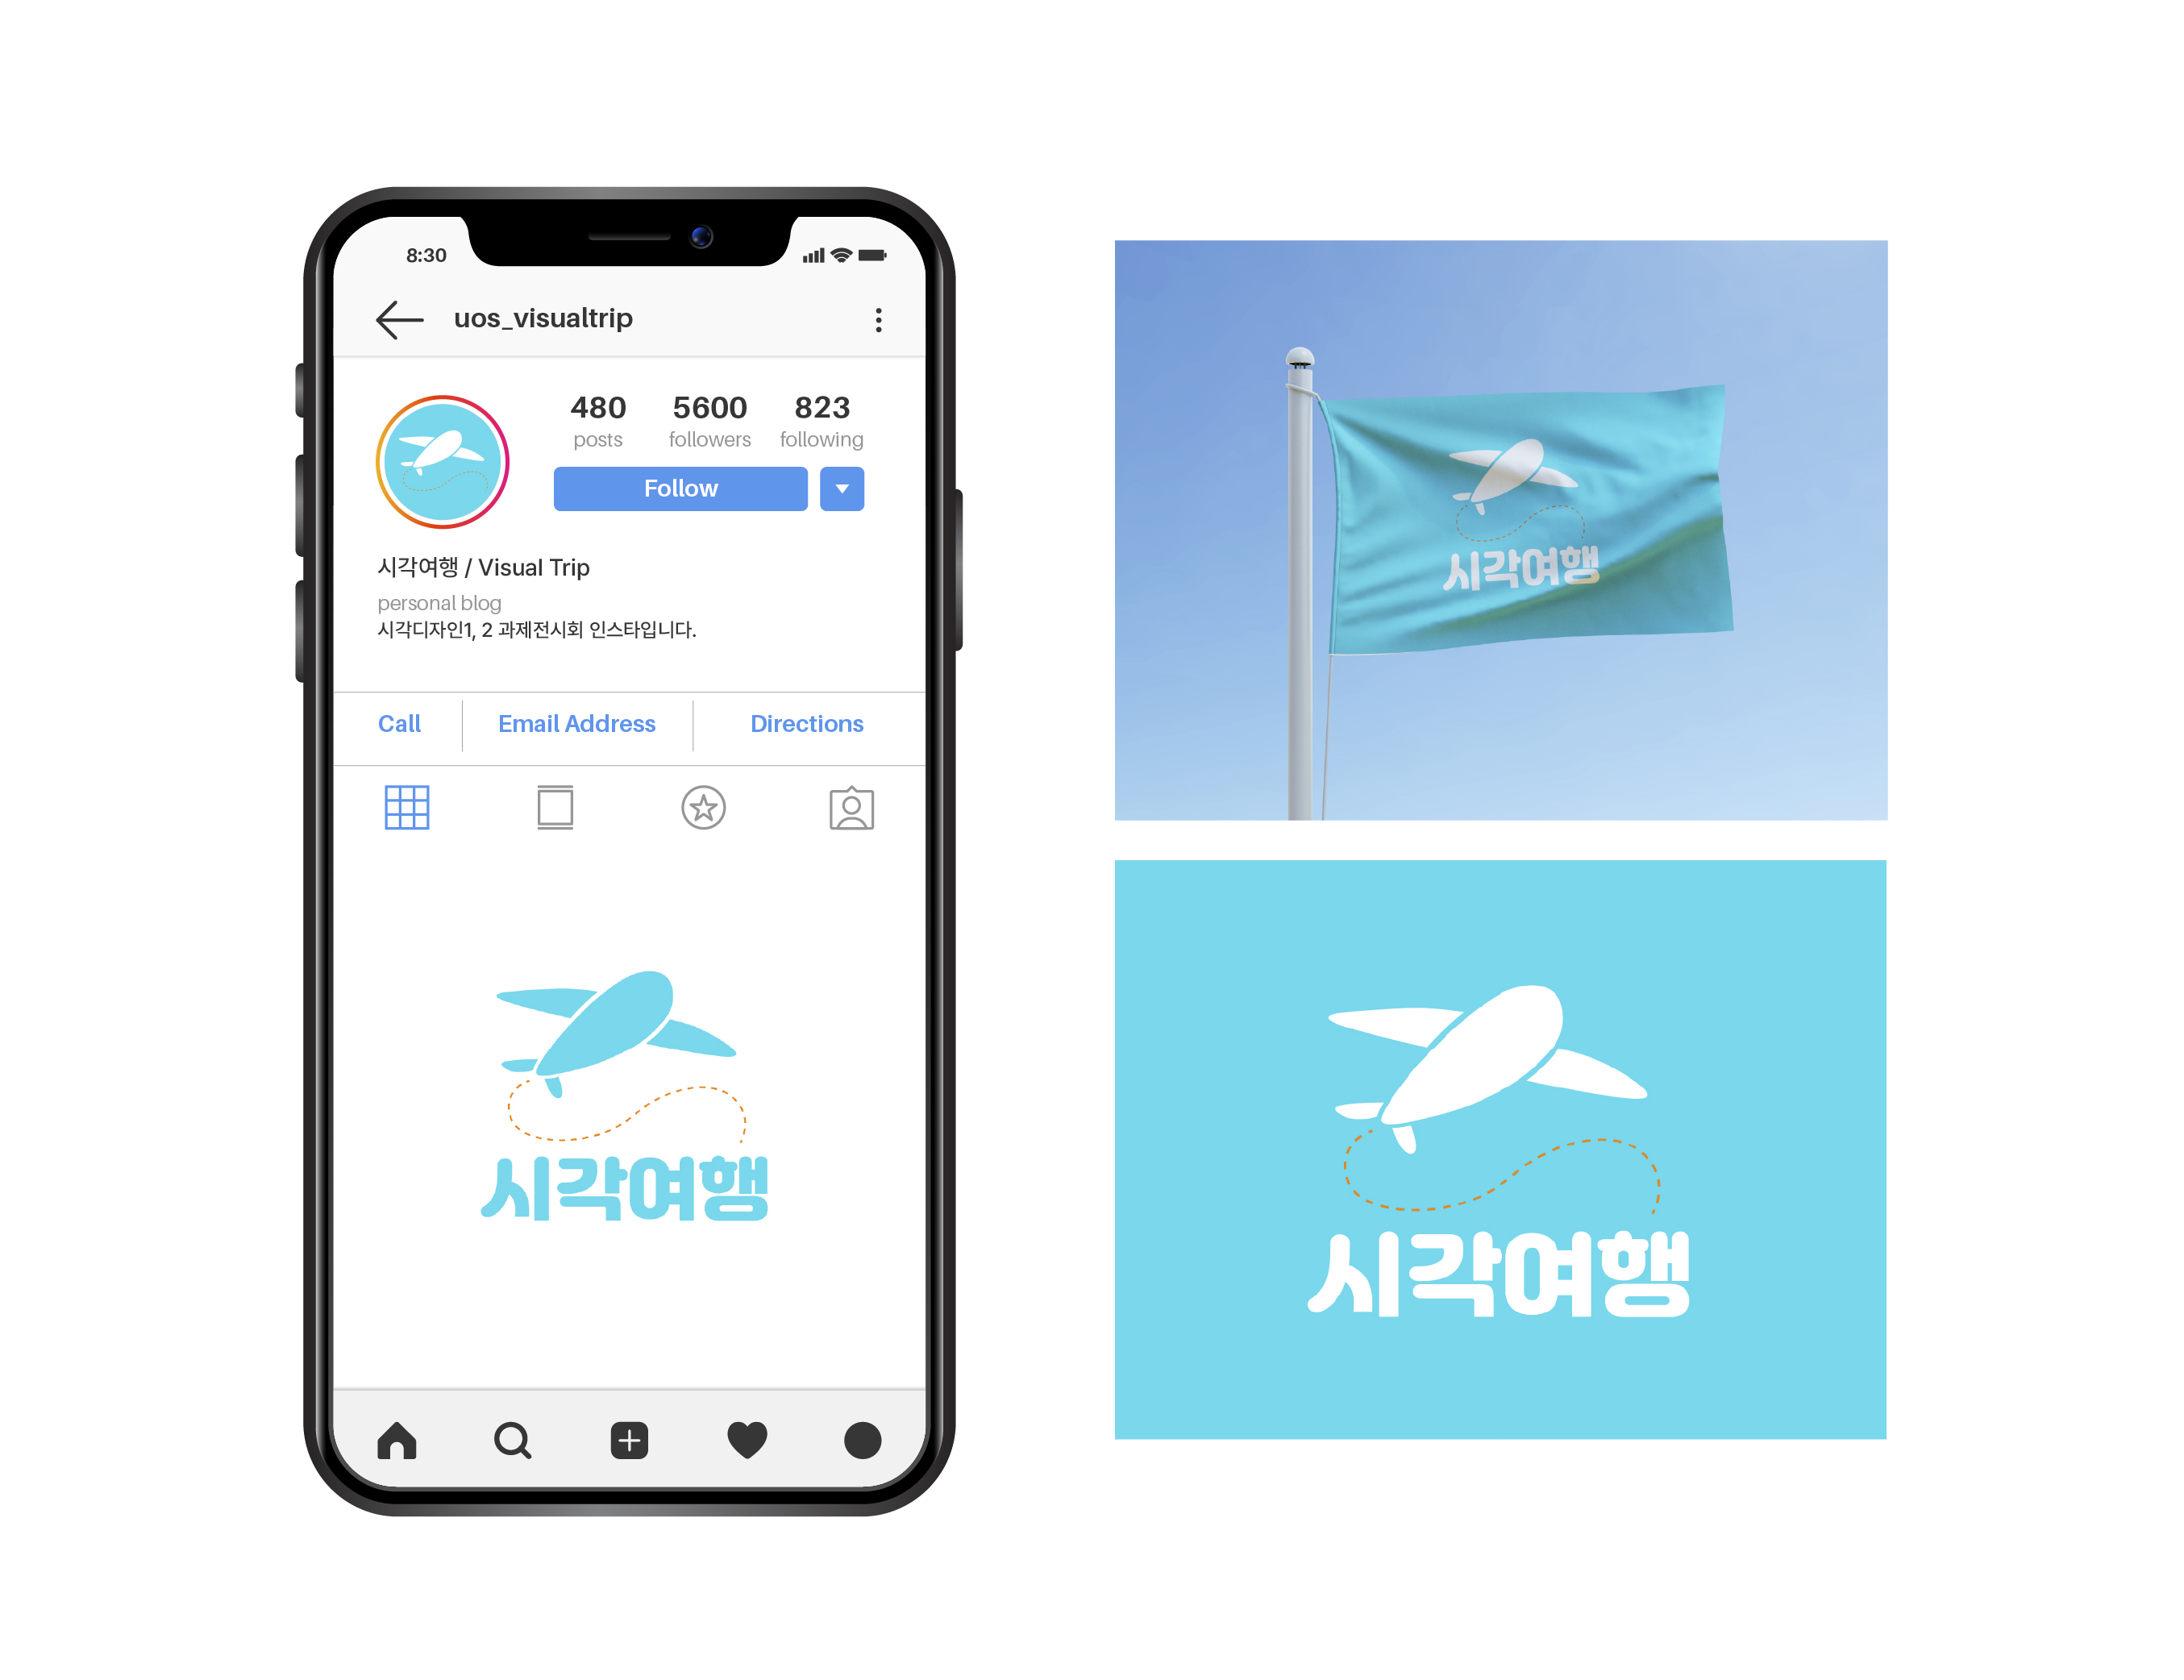 8:30
uos_visualtrip
480 5600 823
posts followers following
Follow
시각여행 / Visual Trip
personal blog
시각디자인1, 2 과제전시회 인스타입니다.
Call Email Address Directions
시각여행
시각여행
시각여행